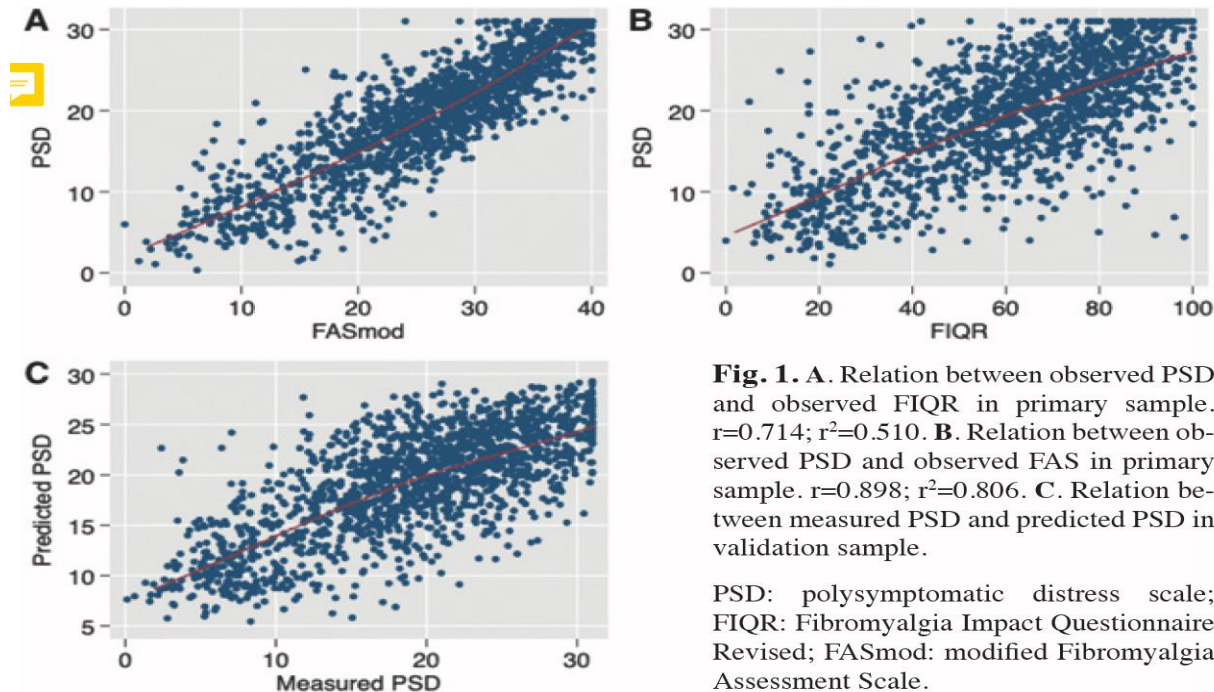 A
30
20
10
0
PSD
0 10 20 30 40
FASmod
B
30
20
10
0
PSD
0 20 40 60 80 100
FIQR
C
30
25
20
15
10
5
Predicted PSD
0 10 20 30
Measured PSD
Fig. 1. A. Relation between observed PSD
and observed FIQR in primary sample.
r=0.714; r²=0.510. B. Relation between ob-
served PSD and observed FAS in primary
sample. r=0.898; r²=0.806. C. Relation be-
tween measured PSD and predicted PSD in
validation sample.
PSD: polysymptomatic distress scale;
FIQR: Fibromyalgia Impact Questionnaire
Revised; FASmod: modified Fibromyalgia
Assessment Scale.